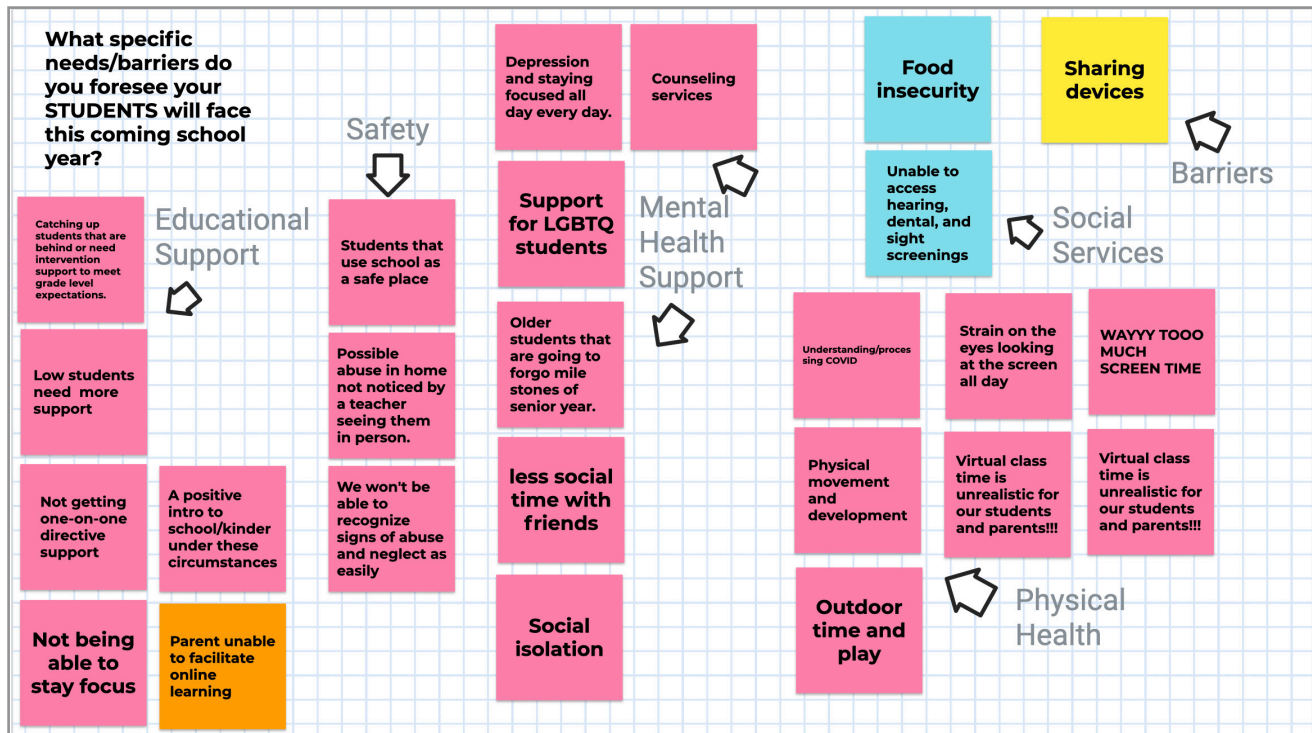 What specific
needs/barriers do
you foresee your
STUDENTS will face
this coming school
year?
Educational
Support
Catching up
students that are
behind or need
intervention
support to meet
grade level
expectations.
Low students
need more
support
Not getting
one-on-one
directive
support
A positive
intro to
school/kinder
under these
circumstances
Not being
able to
stay focus
Parent unable
to facilitate
online
learning
Safety
Students that
use school as
a safe place
Possible
abuse in home
not noticed by
a teacher
seeing them
in person.
We won't be
able to
recognize
signs of abuse
and neglect as
easily
Depression
and staying
focused all
day every day.
Counseling
services
Support
for LGBTQ
students
Mental
Health
Support
Older
students that
are going to
forgo mile
stones of
senior year.
less social
time with
friends
Social
isolation
Food
insecurity
Unable to
access
hearing,
dental, and
sight
screenings
Social
Services
Sharing
devices
Barriers
Understanding/proces
sing COVID
Strain on the
eyes looking
at the screen
all day
WAYYY TOOO
MUCH
SCREEN TIME
Physical
movement
and
development
Virtual class
time is
unrealistic for
our students
and parents!!!
Virtual class
time is
unrealistic for
our students
and parents!!!
Outdoor
time and
play
Physical
Health